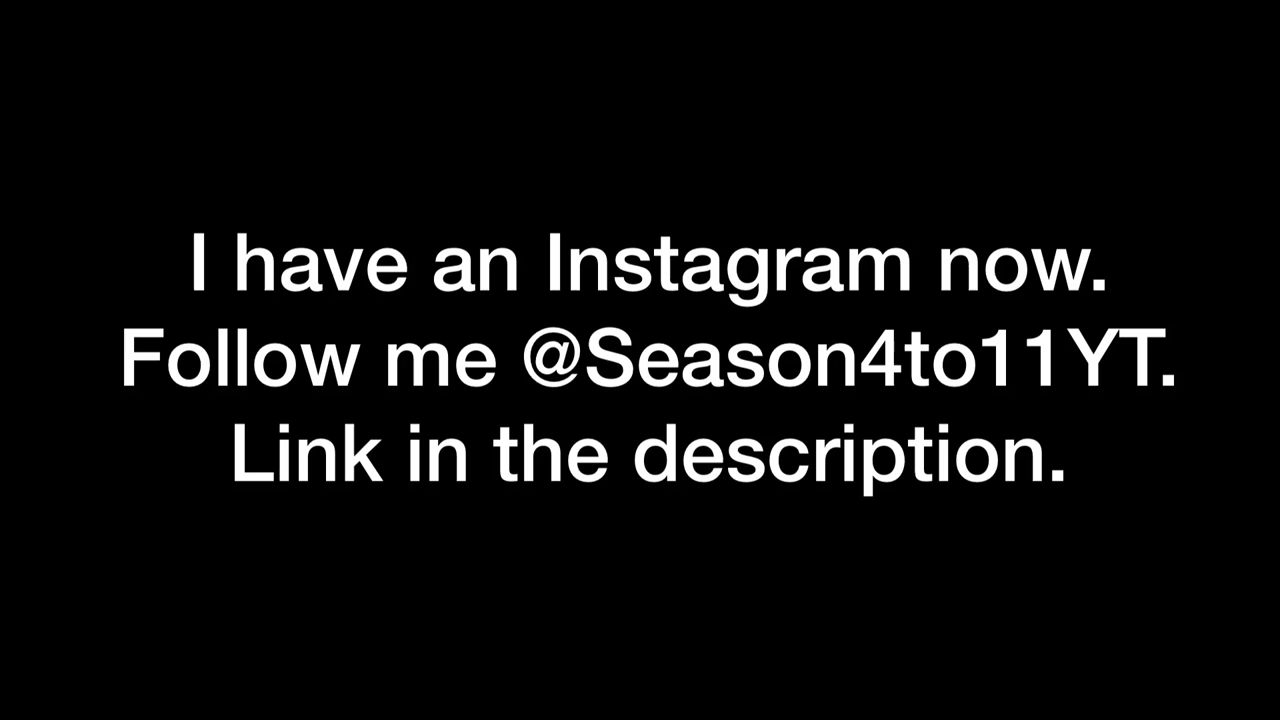 I have an Instagram now.
Follow me @Season4to11YT.
Link in the description.